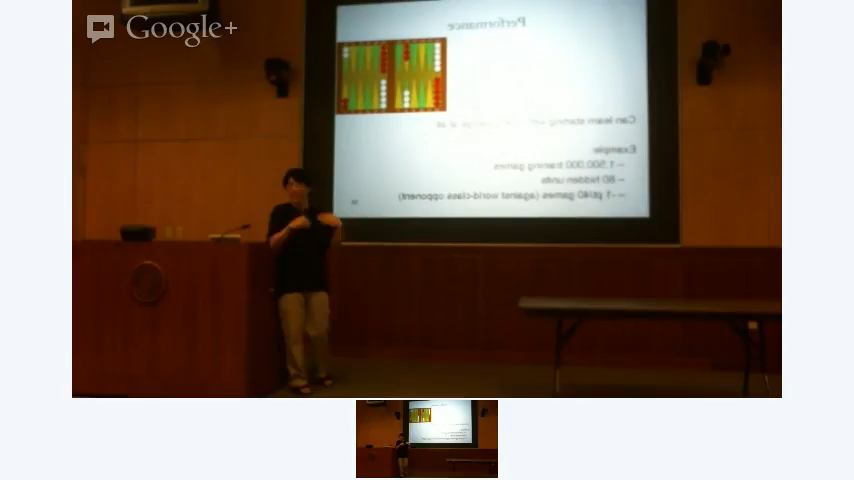 Google+
Performance
Can learn starting with
Example:
--1,500,000 training games
--80 hidden units
-- -1 pt/40 games (against world-class opponent)